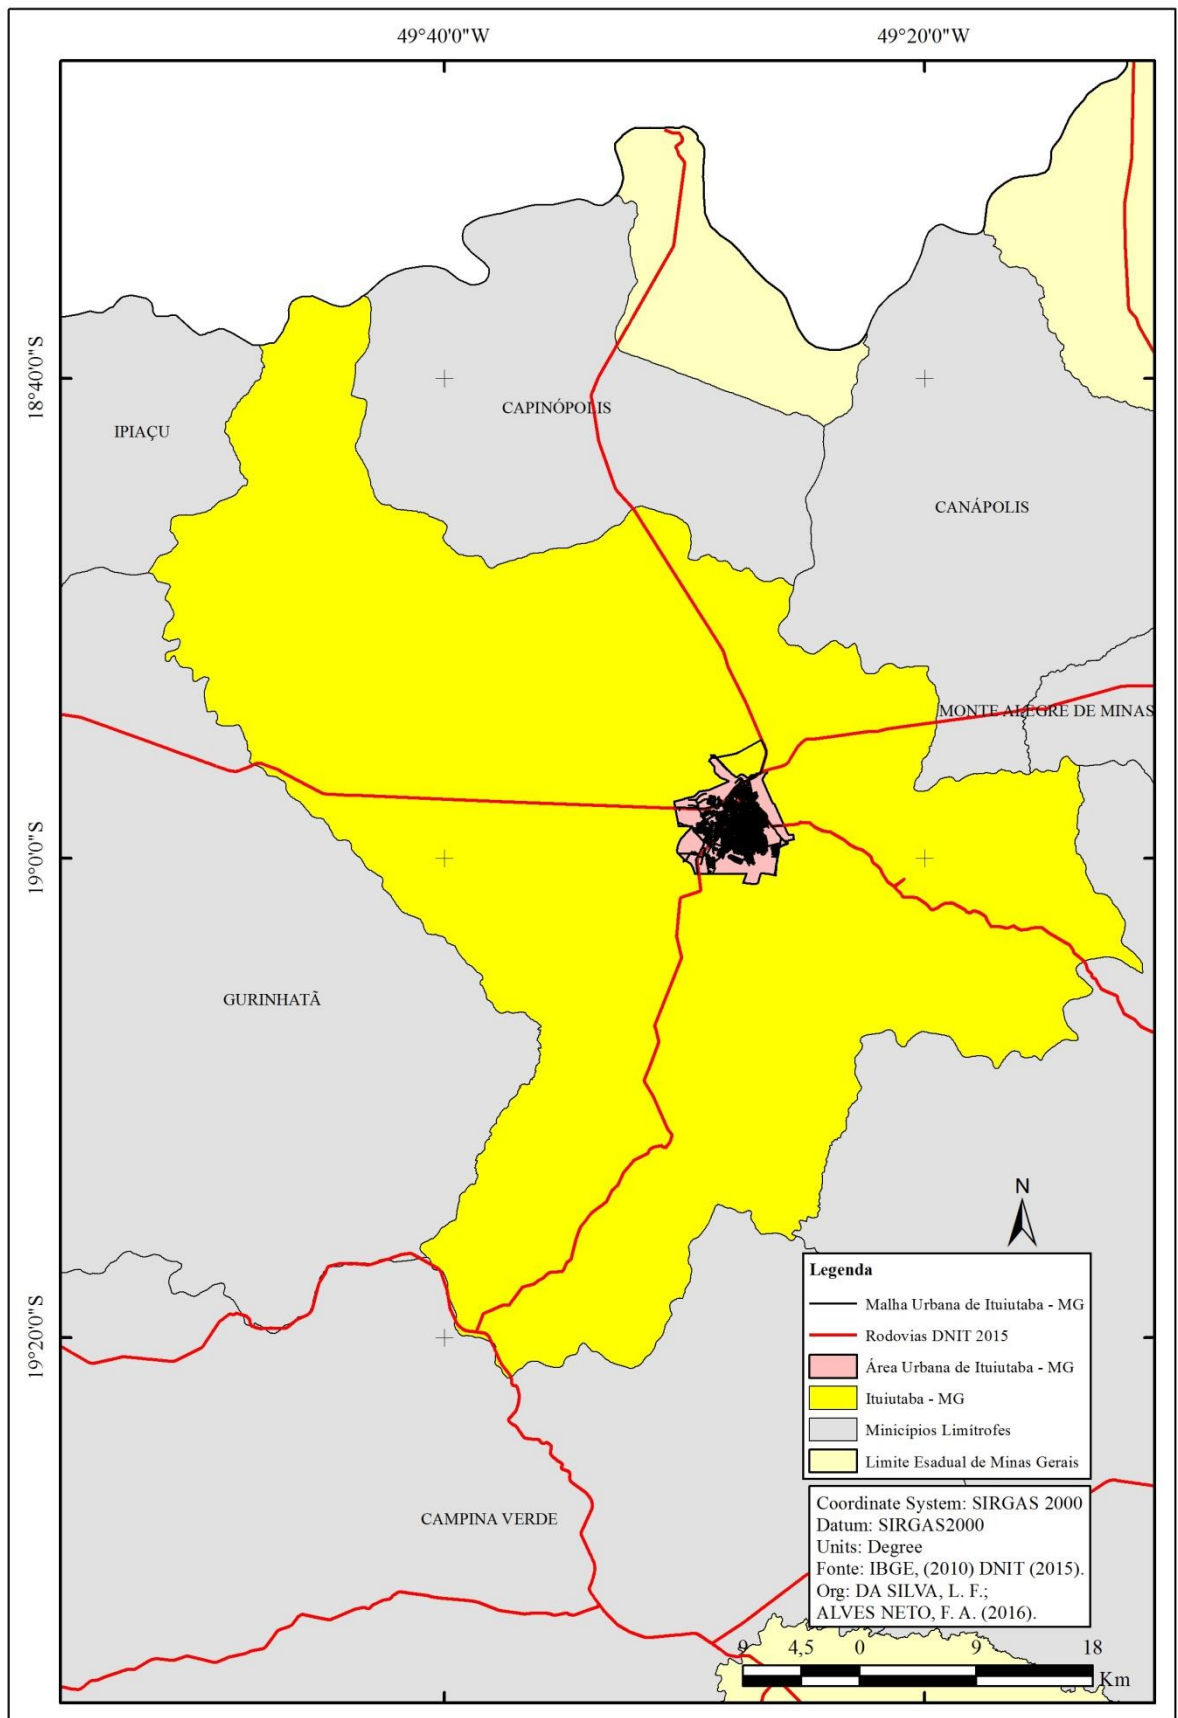 49°40'0"W
49°20'0"W
18°40'0"S
CAPINÓPOLIS
IPIAÇU
CANÁPOLIS
MONTE ALEGRE DE MINAS
19°0'0"S
GURINHATÃ
N
Legenda
Malha Urbana de Ituiutaba - MG
Rodovias DNIT 2015
Área Urbana de Ituiutaba - MG
Ituiutaba - MG
Minicípios Limítrofes
Limite Esadual de Minas Gerais
19°20'0"S
Coordinate System: SIRGAS 2000
Datum: SIRGAS2000
Units: Degree
Fonte: IBGE, (2010) DNIT (2015).
Org: DA SILVA, L. F.;
ALVES NETO, F. A. (2016).
CAMPINA VERDE
9 4,5 0 9 18
Km